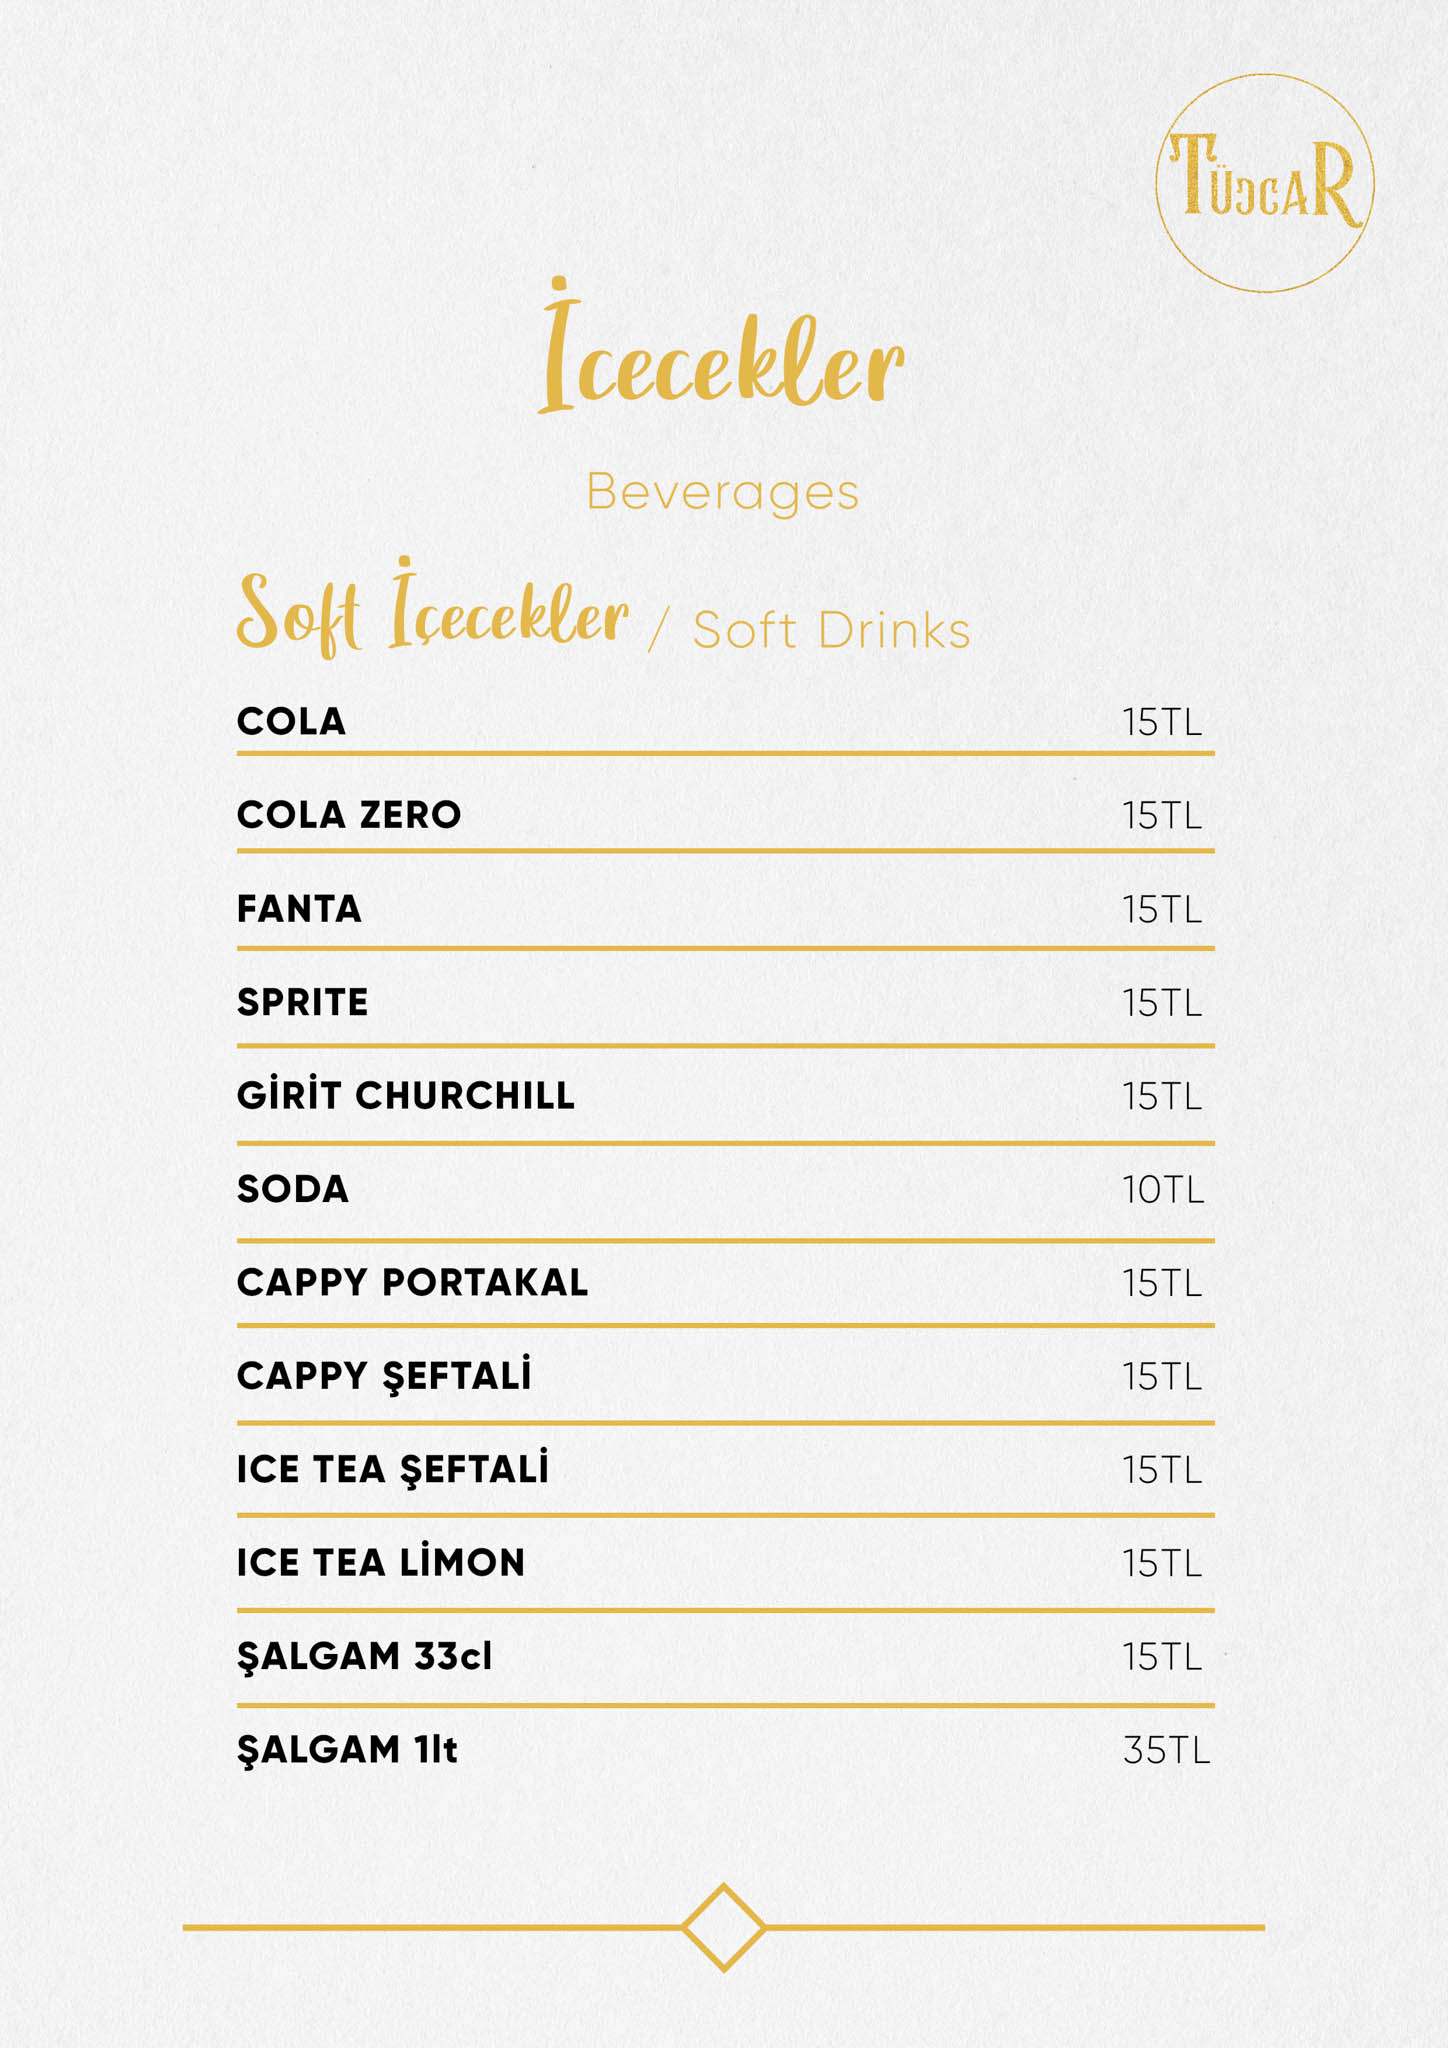 TÜCCAR
İcecekler
Beverages
Soft İçecekler / Soft Drinks
COLA 15TL
COLA ZERO 15TL
FANTA 15TL
SPRITE 15TL
GİRİT CHURCHILL 15TL
SODA 10TL
CAPPY PORTAKAL 15TL
CAPPY ŞEFTALİ 15TL
ICE TEA ŞEFTALİ 15TL
ICE TEA LİMON 15TL
ŞALGAM 33cl 15TL
ŞALGAM 1lt 35TL